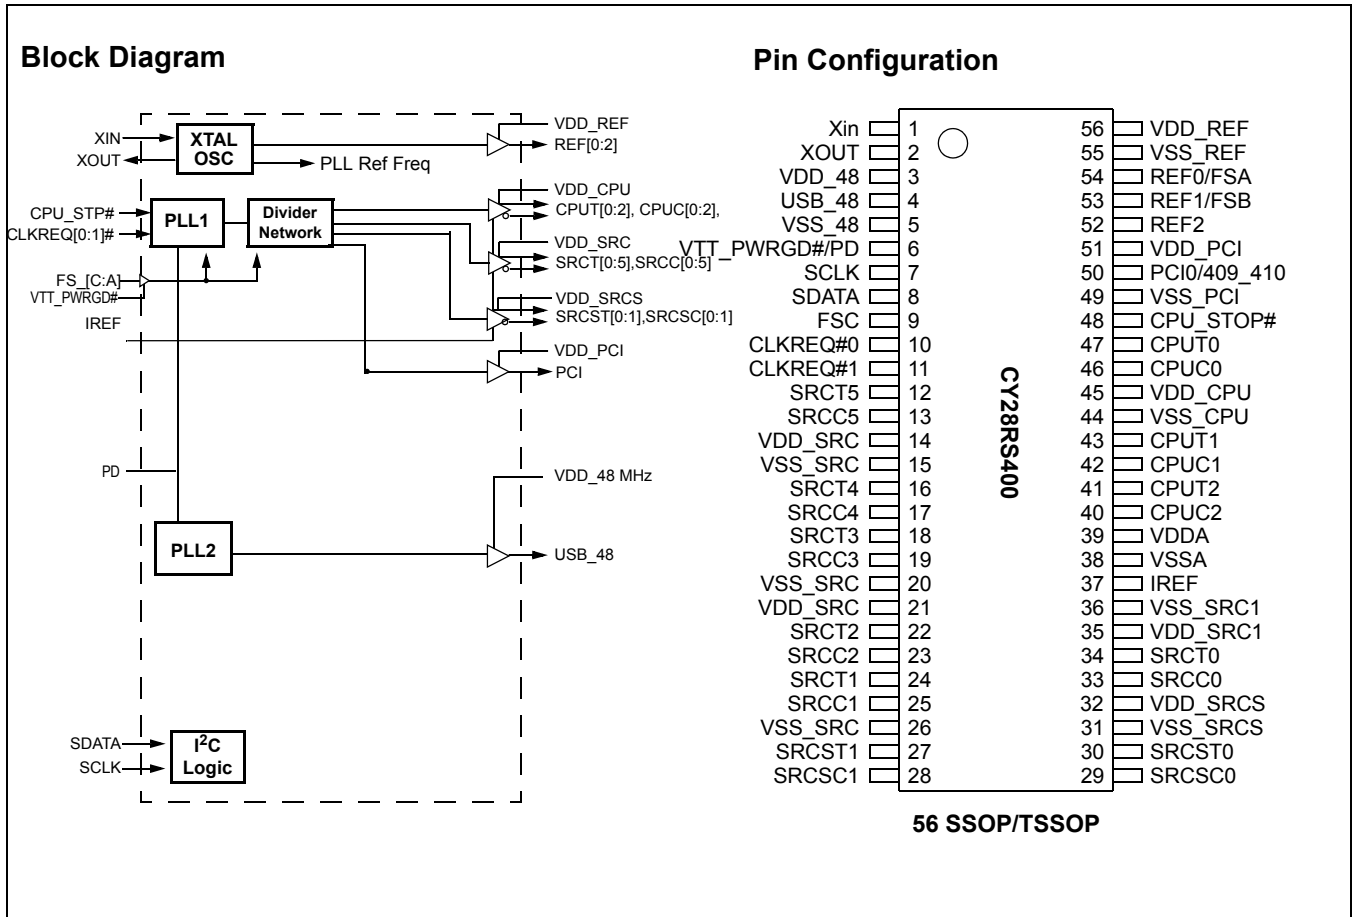 Block Diagram
XIN
XOUT
XTAL
OSC
PLL Ref Freq
VDD_REF
REF[0:2]
CPU_STP#
CLKREQ[0:1]#
PLL1
Divider
Network
VDD_CPU
CPUT[0:2], CPUC[0:2],
VDD_SRC
SRCT[0:5],SRCC[0:5]
FS_[C:A]
VTT_PWRGD#
IREF
VDD_SRCS
SRCST[0:1],SRCSC[0:1]
VDD_PCI
PCI
PD
VDD_48 MHz
PLL2
USB_48
SDATA
SCLK
I2C
Logic
Pin Configuration
Xin 1 56 VDD_REF
XOUT 2 55 VSS_REF
VDD_48 3 54 REF0/FSA
USB_48 4 53 REF1/FSB
VSS_48 5 52 REF2
VTT_PWRGD#/PD 6 51 VDD_PCI
SCLK 7 50 PCI0/409_410
SDATA 8 49 VSS_PCI
FSC 9 48 CPU_STOP#
CLKREQ#0 10 47 CPUT0
CLKREQ#1 11 46 CPUC0
SRCT5 12 45 VDD_CPU
SRCC5 13 44 VSS_CPU
VDD_SRC 14 43 CPUT1
VSS_SRC 15 42 CPUC1
SRCT4 16 41 CPUT2
SRCC4 17 40 CPUC2
SRCT3 18 39 VDDA
SRCC3 19 38 VSSA
VSS_SRC 20 37 IREF
VDD_SRC 21 36 VSS_SRC1
SRCT2 22 35 VDD_SRC1
SRCC2 23 34 SRCT0
SRCT1 24 33 SRCC0
SRCC1 25 32 VDD_SRCS
VSS_SRC 26 31 VSS_SRCS
SRCST1 27 30 SRCST0
SRCSC1 28 29 SRCSC0
CY28RS400
56 SSOP/TSSOP